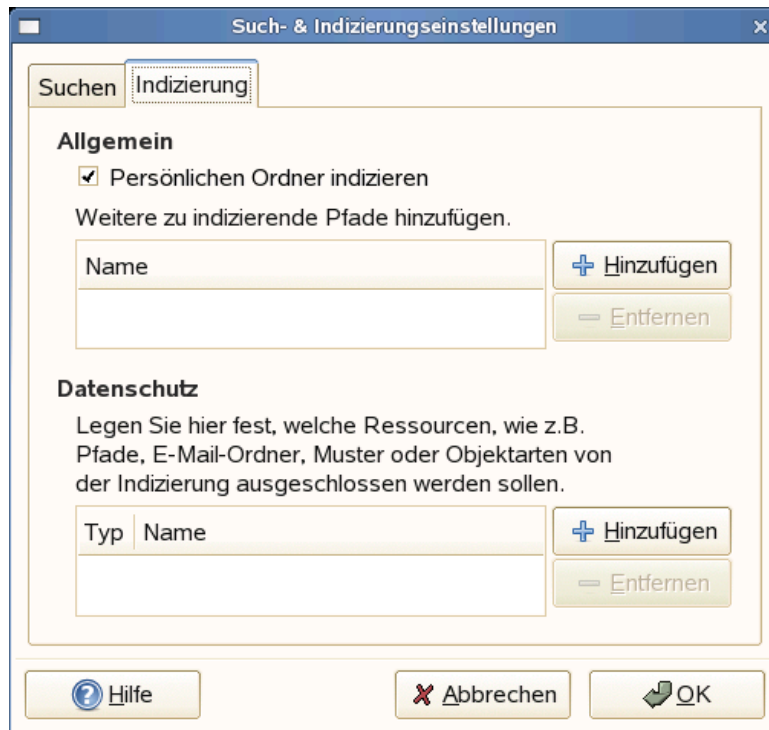 Such- & Indizierungseinstellungen
Suchen
Indizierung
Allgemein
Persönlichen Ordner indizieren
Weitere zu indizierende Pfade hinzufügen.
Name
Hinzufügen
Entfernen
Datenschutz
Legen Sie hier fest, welche Ressourcen, wie z.B.
Pfade, E-Mail-Ordner, Muster oder Objektarten von
der Indizierung ausgeschlossen werden sollen.
Typ Name
Hinzufügen
Entfernen
Hilfe
Abbrechen
OK